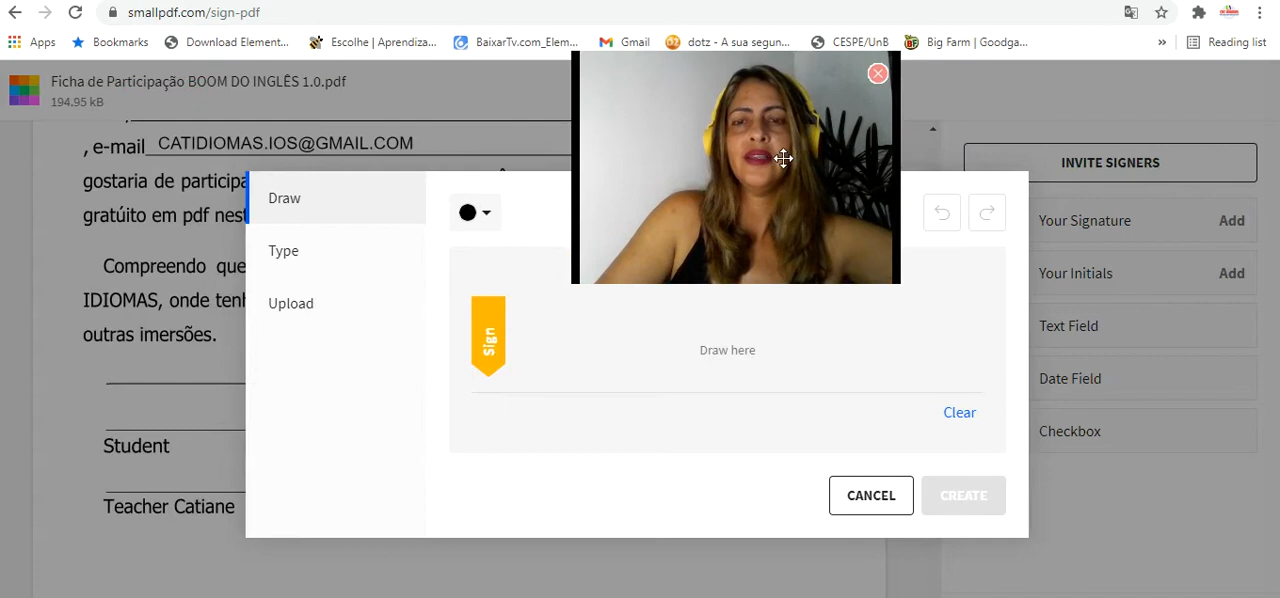 smallpdf.com/sign-pdf
Apps
Bookmarks
Download Element...
Escolhe | Aprendiza...
BaixarTv.com_Elem...
Gmail
dotz - A sua segun...
CESPE/UnB
Big Farm | Goodga...
»
Reading list
Ficha de Participação BOOM DO INGLÊS 1.0.pdf
194.95 kB
, e-mail CATIDIOMAS.IOS@GMAIL.COM
gostaria de participa
gratúito em pdf nest
Compreendo que
IDIOMAS, onde tenh
outras imersões.
Student
Teacher Catiane
Draw
Type
Upload
Sign
Draw here
Clear
CANCEL
CREATE
INVITE SIGNERS
Your Signature Add
Your Initials Add
Text Field
Date Field
Checkbox